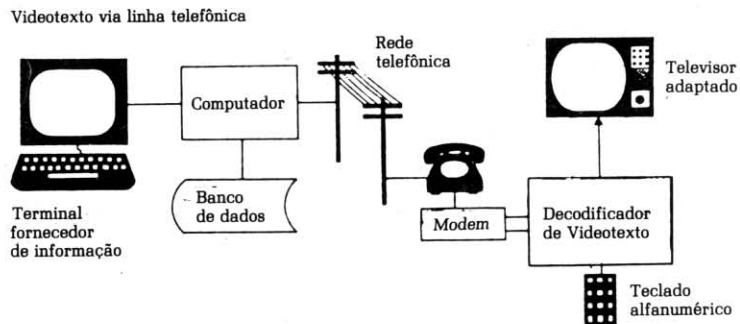 Videotexto via linha telefônica
Rede
telefônica
Televisor
adaptado
Computador
Banco
de dados
Terminal
fornecedor
de informação
Modem
Decodificador
de Videotexto
Teclado
alfanumérico